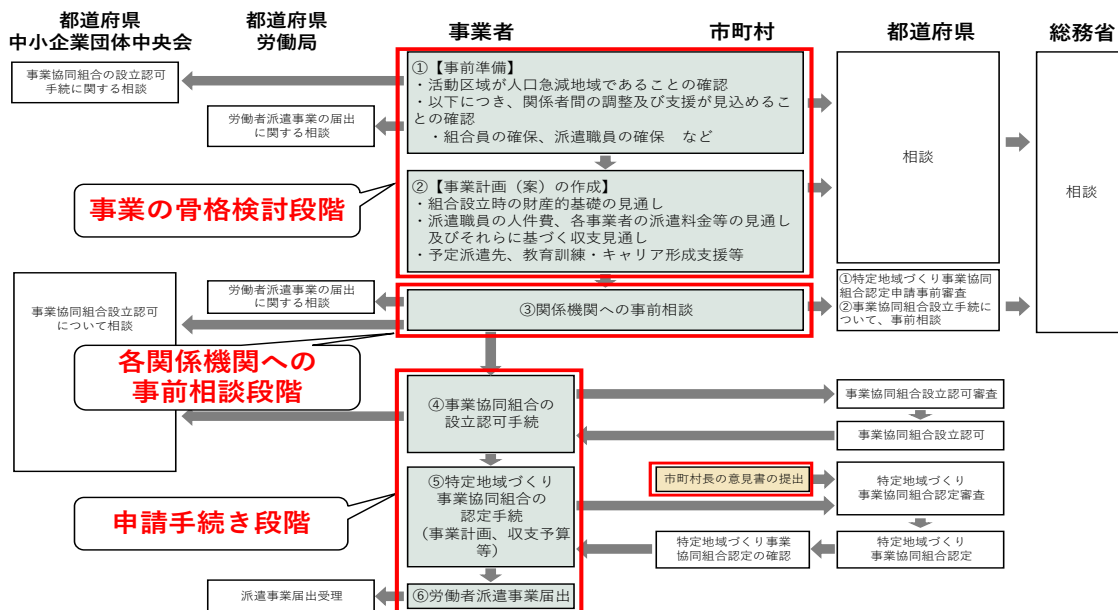 都道府県
中小企業団体中央会
都道府県
労働局
事業者
市町村
都道府県
総務省
事業協同組合の設立認可
手続に関する相談
労働者派遣事業の届出
に関する相談
①【事前準備】
・活動区域が人口急減地域であることの確認
・以下につき、関係者間の調整及び支援が見込めるこ
との確認
・組合員の確保、派遣職員の確保 など
相談
相談
事業の骨格検討段階
②【事業計画（案）の作成】
・組合設立時の財産的基礎の見通し
・派遣職員の人件費、各事業者の派遣料金等の見通し
及びそれらに基づく収支見通し
・予定派遣先、教育訓練・キャリア形成支援等
事業協同組合設立認可
について相談
労働者派遣事業の届出
に関する相談
③関係機関への事前相談
①特定地域づくり事業協同
組合認定申請事前審査
②事業協同組合設立手続に
ついて、事前相談
各関係機関への
事前相談段階
④事業協同組合の
設立認可手続
事業協同組合設立認可審査
事業協同組合設立認可
申請手続き段階
⑤特定地域づくり
事業協同組合の
認定手続
（事業計画、収支予算
等）
市町村長の意見書の提出
特定地域づくり
事業協同組合認定審査
特定地域づくり事業
協同組合認定の確認
特定地域づくり
事業協同組合認定
派遣事業届出受理
⑥労働者派遣事業届出